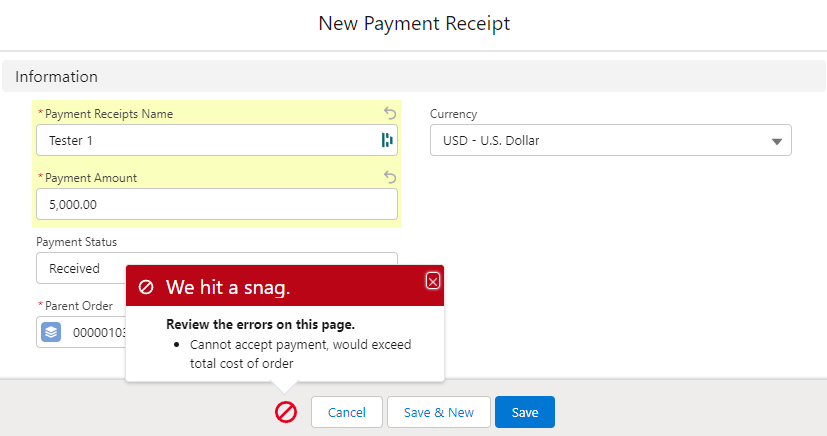 New Payment Receipt
Information
*Payment Receipts Name
Tester 1
Currency
USD - U.S. Dollar
*Payment Amount
5,000.00
Payment Status
Received
*Parent Order
00000103
We hit a snag.
Review the errors on this page.
• Cannot accept payment, would exceed
total cost of order
Cancel
Save & New
Save